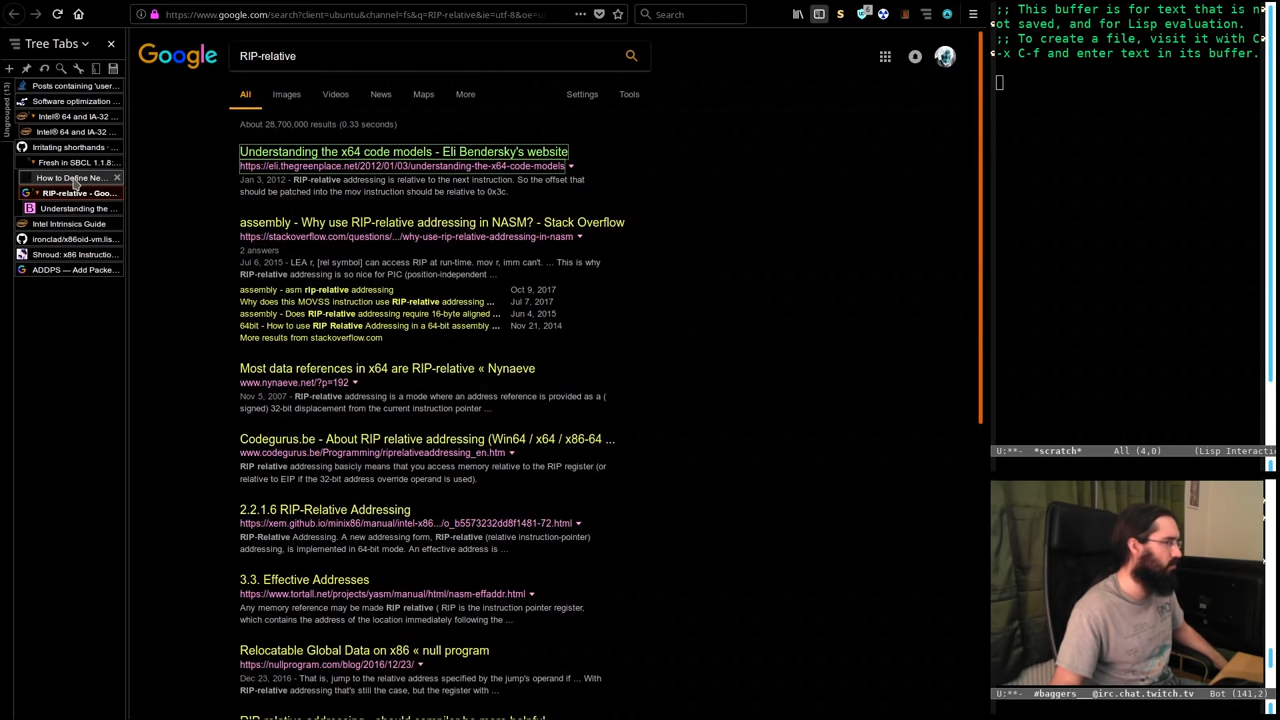 https://www.google.com/search?client=ubuntu&channel=fs&q=RIP-relative&ie=utf-8&oe=u
Search
Tree Tabs
Ungrouped (13)
Posts containing 'user...
Software optimization ...
Intel® 64 and IA-32 ...
Intel® 64 and IA-32 ...
Irritating shorthands · ...
Fresh in SBCL 1.1.8:...
How to Define Ne...
RIP-relative - Goo...
Understanding the ...
Intel Intrinsics Guide
ironclad/x86oid-vm.lis...
Shroud: x86 Instructio...
ADDPS — Add Packe...
Google
RIP-relative
All
Images
Videos
News
Maps
More
Settings
Tools
About 28,700,000 results (0.33 seconds)
Understanding the x64 code models - Eli Bendersky's website
https://eli.thegreenplace.net/2012/01/03/understanding-the-x64-code-models
Jan 3, 2012 - RIP-relative is relative to the next instruction. So the offset that
should be patched into the mov instruction should be relative to 0x3c.
assembly - Why use RIP-relative addressing in NASM? - Stack Overflow
https://stackoverflow.com/questions/.../why-use-rip-relative-addressing-in-nasm
2 answers
Jul 6, 2015 - LEA r, [rel symbol] can access RIP at run-time. mov r, imm can't. ... This is why
RIP-relative addressing is so nice for PIC (position-independent ...
assembly - asm rip-relative addressing Oct 9, 2017
Why does this MOVSS instruction use RIP-relative addressing ... Jul 7, 2017
assembly - Does RIP-relative addressing require 16-byte aligned ... Jun 4, 2015
64bit - How to use RIP Relative Addressing in a 64-bit assembly ... Nov 21, 2014
More results from stackoverflow.com
Most data references in x64 are RIP-relative « Nynaeve
www.nynaeve.net/?p=192
Nov 5, 2007 - RIP-relative addressing is a mode where an address reference is provided as a (
signed) 32-bit displacement from the current instruction pointer ...
Codegurus.be - About RIP relative addressing (Win64 / x64 / x86-64 ...
www.codegurus.be/Programming/riprelativeaddressing_en.htm
RIP relative addressing basicly means that you access memory relative to the RIP register (or
relative to EIP if the 32-bit address override operand is used).
2.2.1.6 RIP-Relative Addressing
https://xem.github.io/minix86/manual/intel-x86.../o_b5573232dd8f1481-72.html
RIP-Relative Addressing. A new addressing form, RIP-relative (relative instruction-pointer)
addressing, is implemented in 64-bit mode. An effective address is ...
3.3. Effective Addresses
https://www.tortall.net/projects/yasm/manual/html/nasm-effaddr.html
Any memory reference may be made RIP relative ( RIP is the instruction pointer register,
which contains the address of the location immediately following the ...
Relocatable Global Data on x86 « null program
https://nullprogram.com/blog/2016/12/23/
Dec 23, 2016 - That is, jump to the relative address specified by the jump's operand if ... With
RIP-relative addressing that's still the case, but the register with ...
;; This buffer is for text that is n
ot saved, and for Lisp evaluation.
;; To create a file, visit it with C
-x C-f and enter text in its buffer.
U:**- *scratch* All (4,0) (Lisp Interacti
U:**- #baggers___@irc.chat.twitch.tv Bot (141,2)